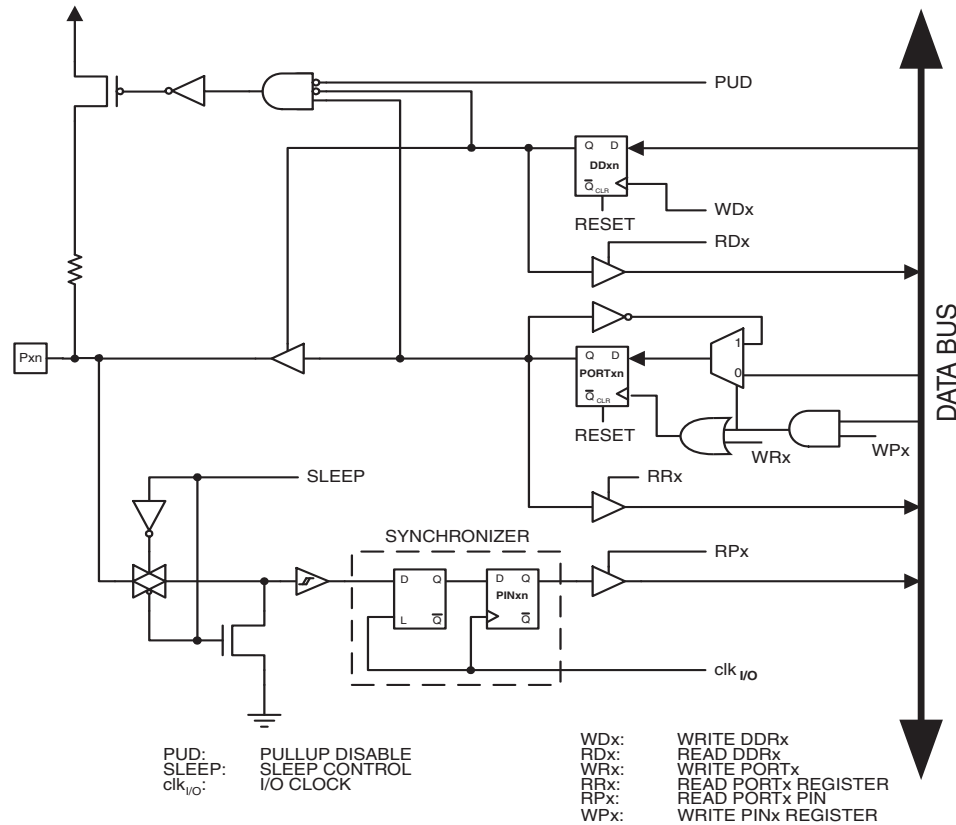 PUD
Q D
DDxn
Q CLR
WDx
RESET
RDx
Pxn
1
Q D
PORTxn
0
Q CLR
RESET
WRx
WPx
DATA BUS
SLEEP
RRx
SYNCHRONIZER
RPx
D Q
D Q
PINxn
L Q
Q
clk I/O
PUD: PULLUP DISABLE
SLEEP: SLEEP CONTROL
clkI/O: I/O CLOCK
WDx: WRITE DDRx
RDx: READ DDRx
WRx: WRITE PORTx
RRx: READ PORTx REGISTER
RPx: READ PORTx PIN
WPx: WRITE PINx REGISTER